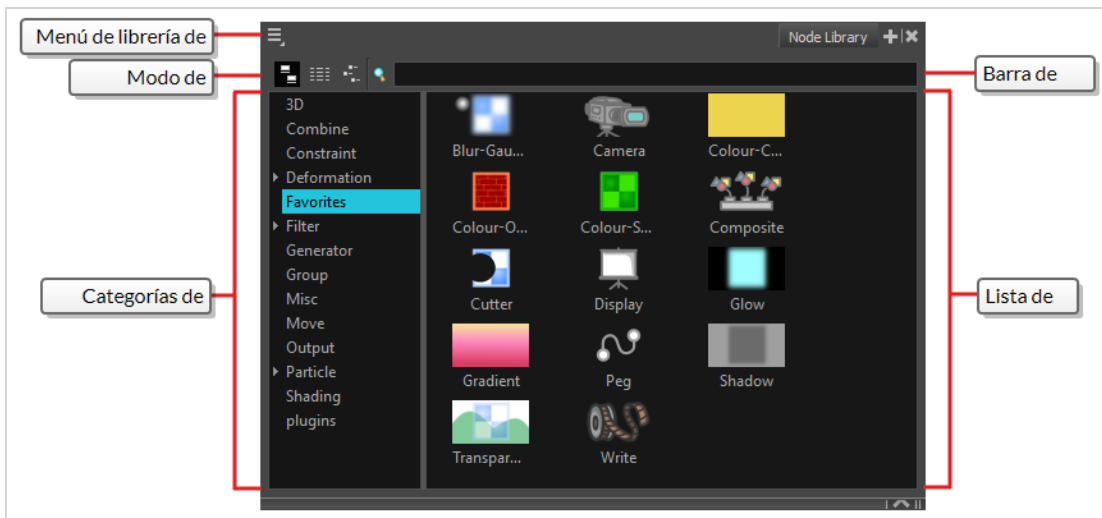 Menú de librería de
Modo de
Categorías de
Node Library
Barra de
Lista de
3D
Combine
Constraint
Deformation
Favorites
Filter
Generator
Group
Misc
Move
Output
Particle
Shading
plugins
Blur-Gau...
Camera
Colour-C...
Colour-O...
Colour-S...
Composite
Cutter
Display
Glow
Gradient
Peg
Shadow
Transpar...
Write